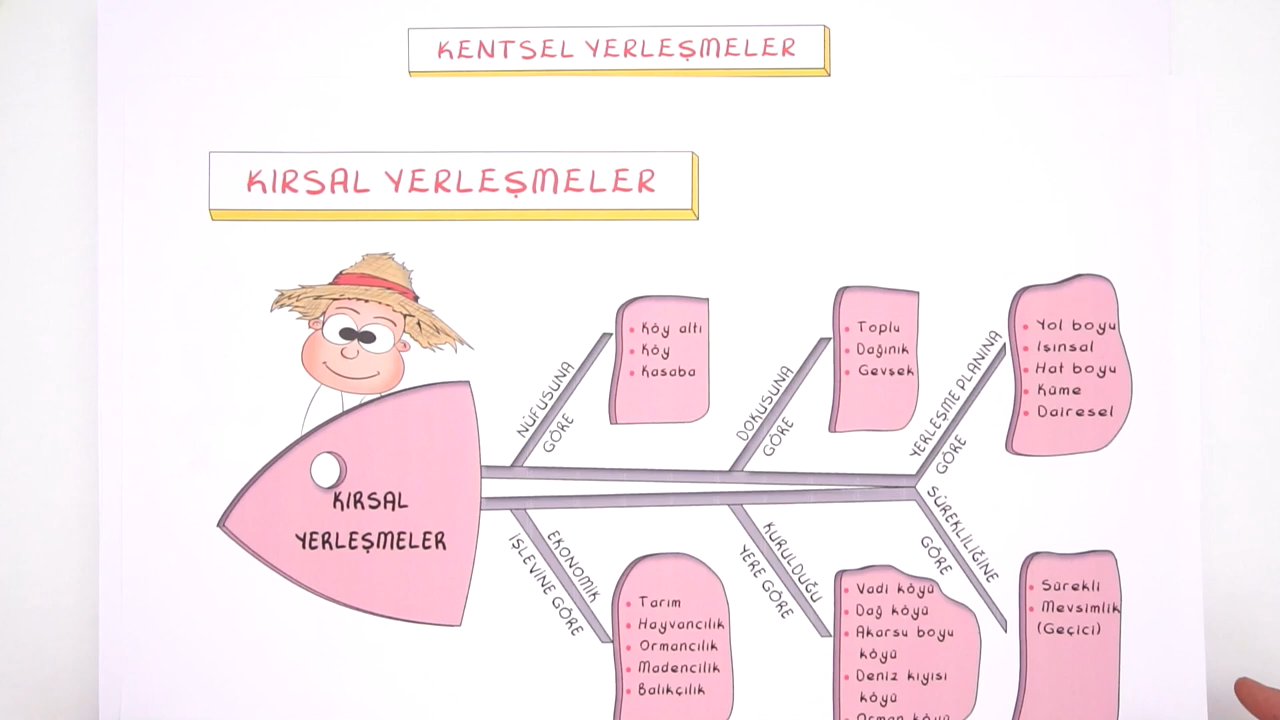 KENTSEL YERLEŞMELER
KIRSAL YERLEŞMELER
NÜFUSUNA
GÖRE
• Köy altı
• Köy
• Kasaba
DOKUSUNA
GÖRE
• Toplu
• Dağınık
• Gevşek
YERLEŞME PLANINA
GÖRE
• Yol boyu
• Işınsal
• Hat boyu
• Küme
• Dairesel
KIRSAL
YERLEŞMELER
EKONOMİK
İŞLEVİNE GÖRE
• Tarım
• Hayvancılık
• Ormancılık
• Madencilik
• Balıkçılık
KURULDUĞU
YERE GÖRE
• Vadi köyü
• Dağ köyü
• Akarsu boyu
köyü
• Deniz kıyısı
köyü
• Orman köyü
SÜREKLİLİĞİNE
GÖRE
• Sürekli
• Mevsimlik
(Geçici)